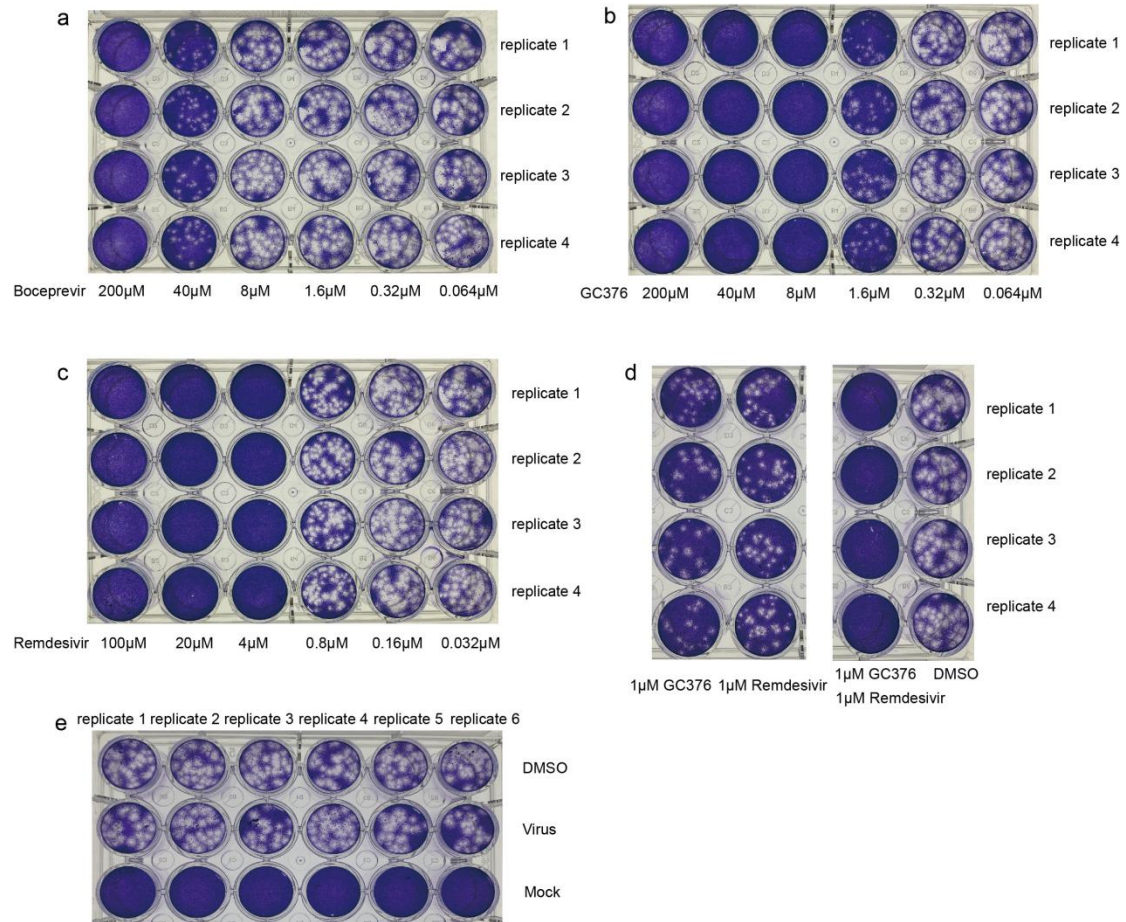 a
replicate 1
replicate 2
replicate 3
replicate 4
Boceprevir 200µM 40µM 8µM 1.6µM 0.32µM 0.064µM
b
replicate 1
replicate 2
replicate 3
replicate 4
GC376 200µM 40µM 8µM 1.6µM 0.32µM 0.064µM
c
replicate 1
replicate 2
replicate 3
replicate 4
Remdesivir 100µM 20µM 4µM 0.8µM 0.16µM 0.032µM
d
replicate 1
replicate 2
replicate 3
replicate 4
1µM GC376 1µM Remdesivir
1µM GC376 DMSO
1µM Remdesivir
e
replicate 1 replicate 2 replicate 3 replicate 4 replicate 5 replicate 6
DMSO
Virus
Mock